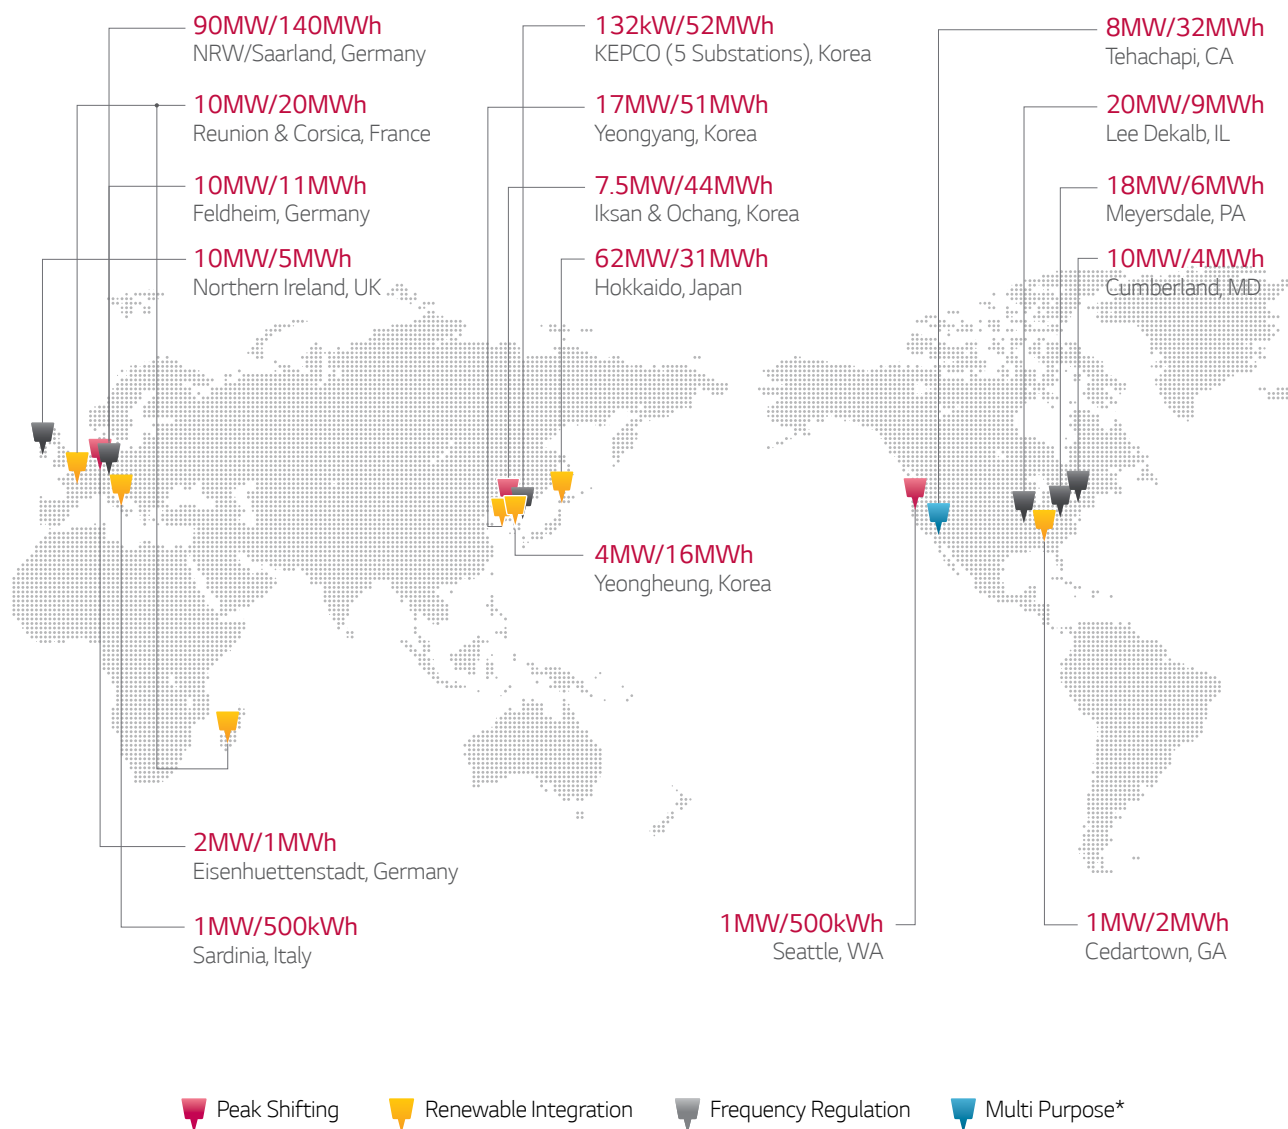 90MW/140MWh
NRW/Saarland, Germany
10MW/20MWh
Reunion & Corsica, France
10MW/11MWh
Feldheim, Germany
10MW/5MWh
Northern Ireland, UK
132kW/52MWh
KEPCO (5 Substations), Korea
17MW/51MWh
Yeongyang, Korea
7.5MW/44MWh
Iksan & Ochang, Korea
62MW/31MWh
Hokkaido, Japan
8MW/32MWh
Tehachapi, CA
20MW/9MWh
Lee Dekalb, IL
18MW/6MWh
Meyersdale, PA
10MW/4MWh
Cumberland, MD
4MW/16MWh
Yeongheung, Korea
2MW/1MWh
Eisenhuettenstadt, Germany
1MW/500kWh
Sardinia, Italy
1MW/500kWh
Seattle, WA
1MW/2MWh
Cedartown, GA
Peak Shifting
Renewable Integration
Frequency Regulation
Multi Purpose*